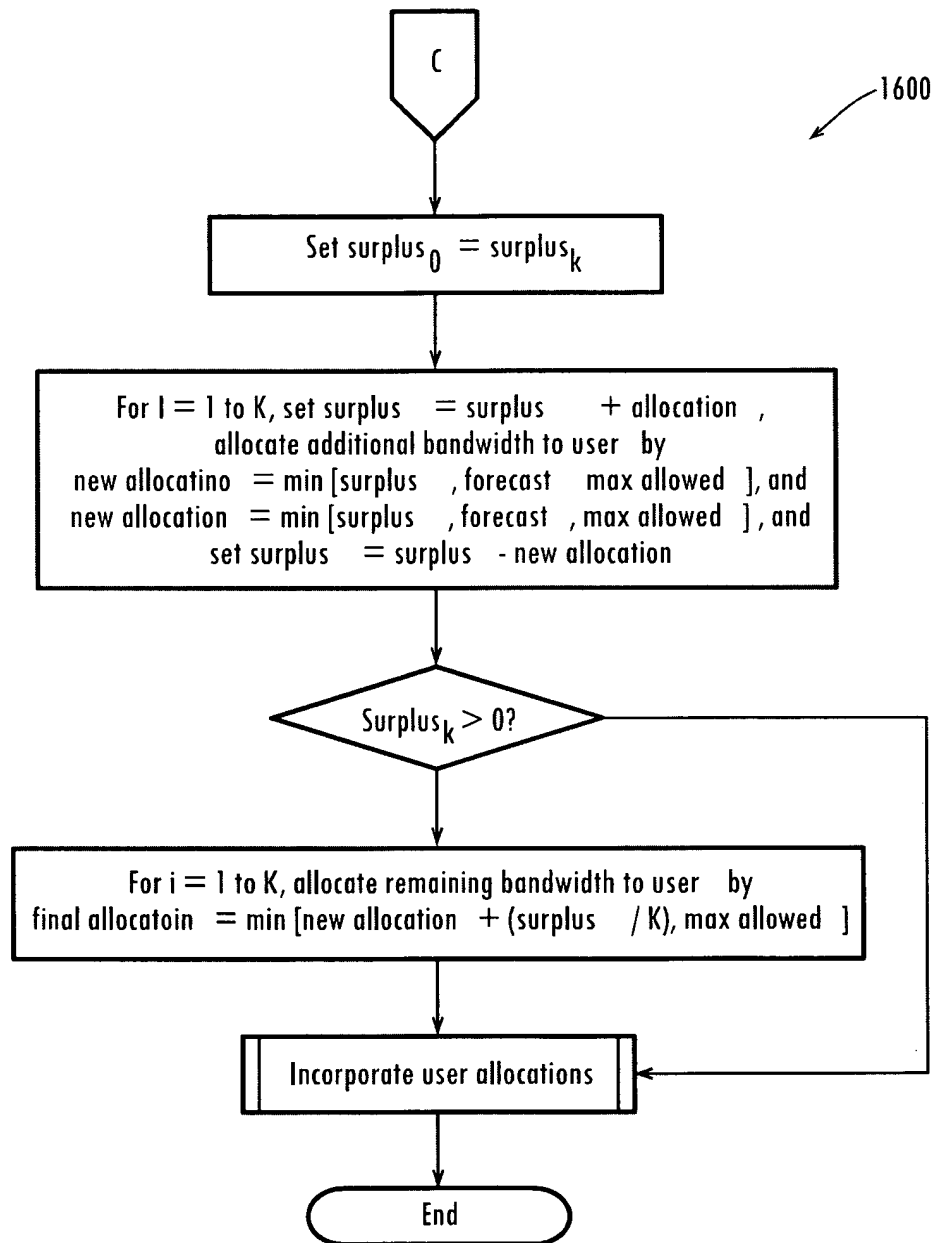 C
1600
Set surplus₀ = surplusₖ
For I = 1 to K, set surplus = surplus + allocation ,
allocate additional bandwidth to user by
new allocatino = min [surplus , forecast max allowed ], and
new allocation = min [surplus , forecast , max allowed ] , and
set surplus = surplus - new allocation
Surplusₖ > 0?
For i = 1 to K, allocate remaining bandwidth to user by
final allocatoin = min [new allocation + (surplus / K), max allowed ]
Incorporate user allocations
End